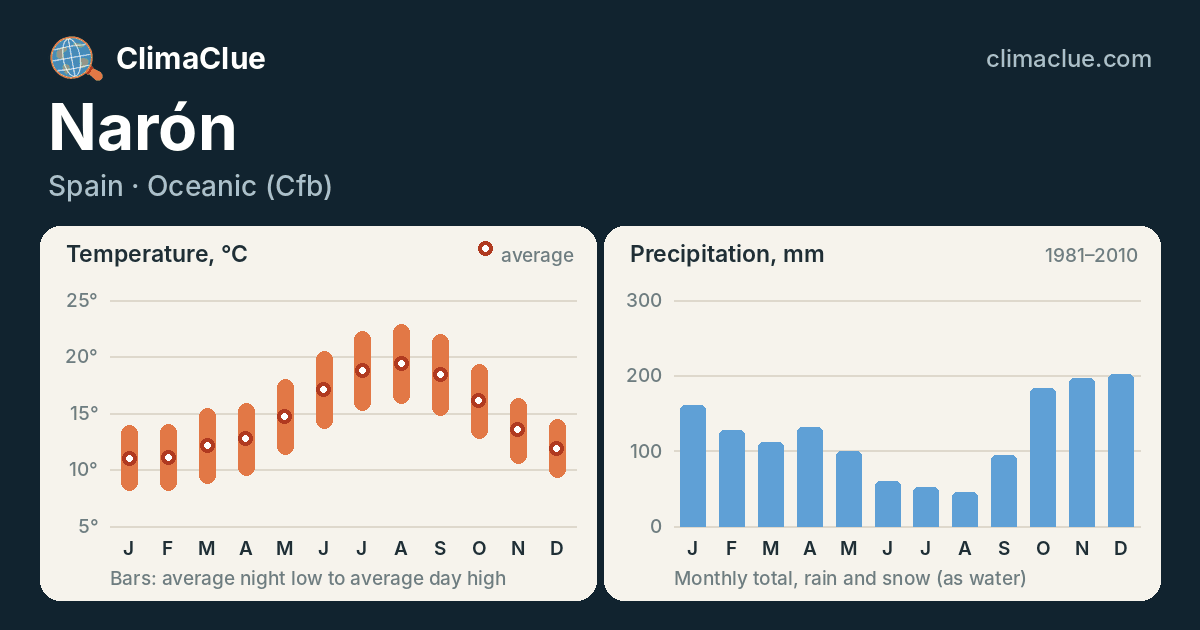 ClimaClue
climaclue.com
Narón
Spain · Oceanic (Cfb)
Temperature, °C
average
25°
20°
15°
10°
5°
J F M A M J J A S O N D
Bars: average night low to average day high
Precipitation, mm
1981–2010
300
200
100
0
J F M A M J J A S O N D
Monthly total, rain and snow (as water)